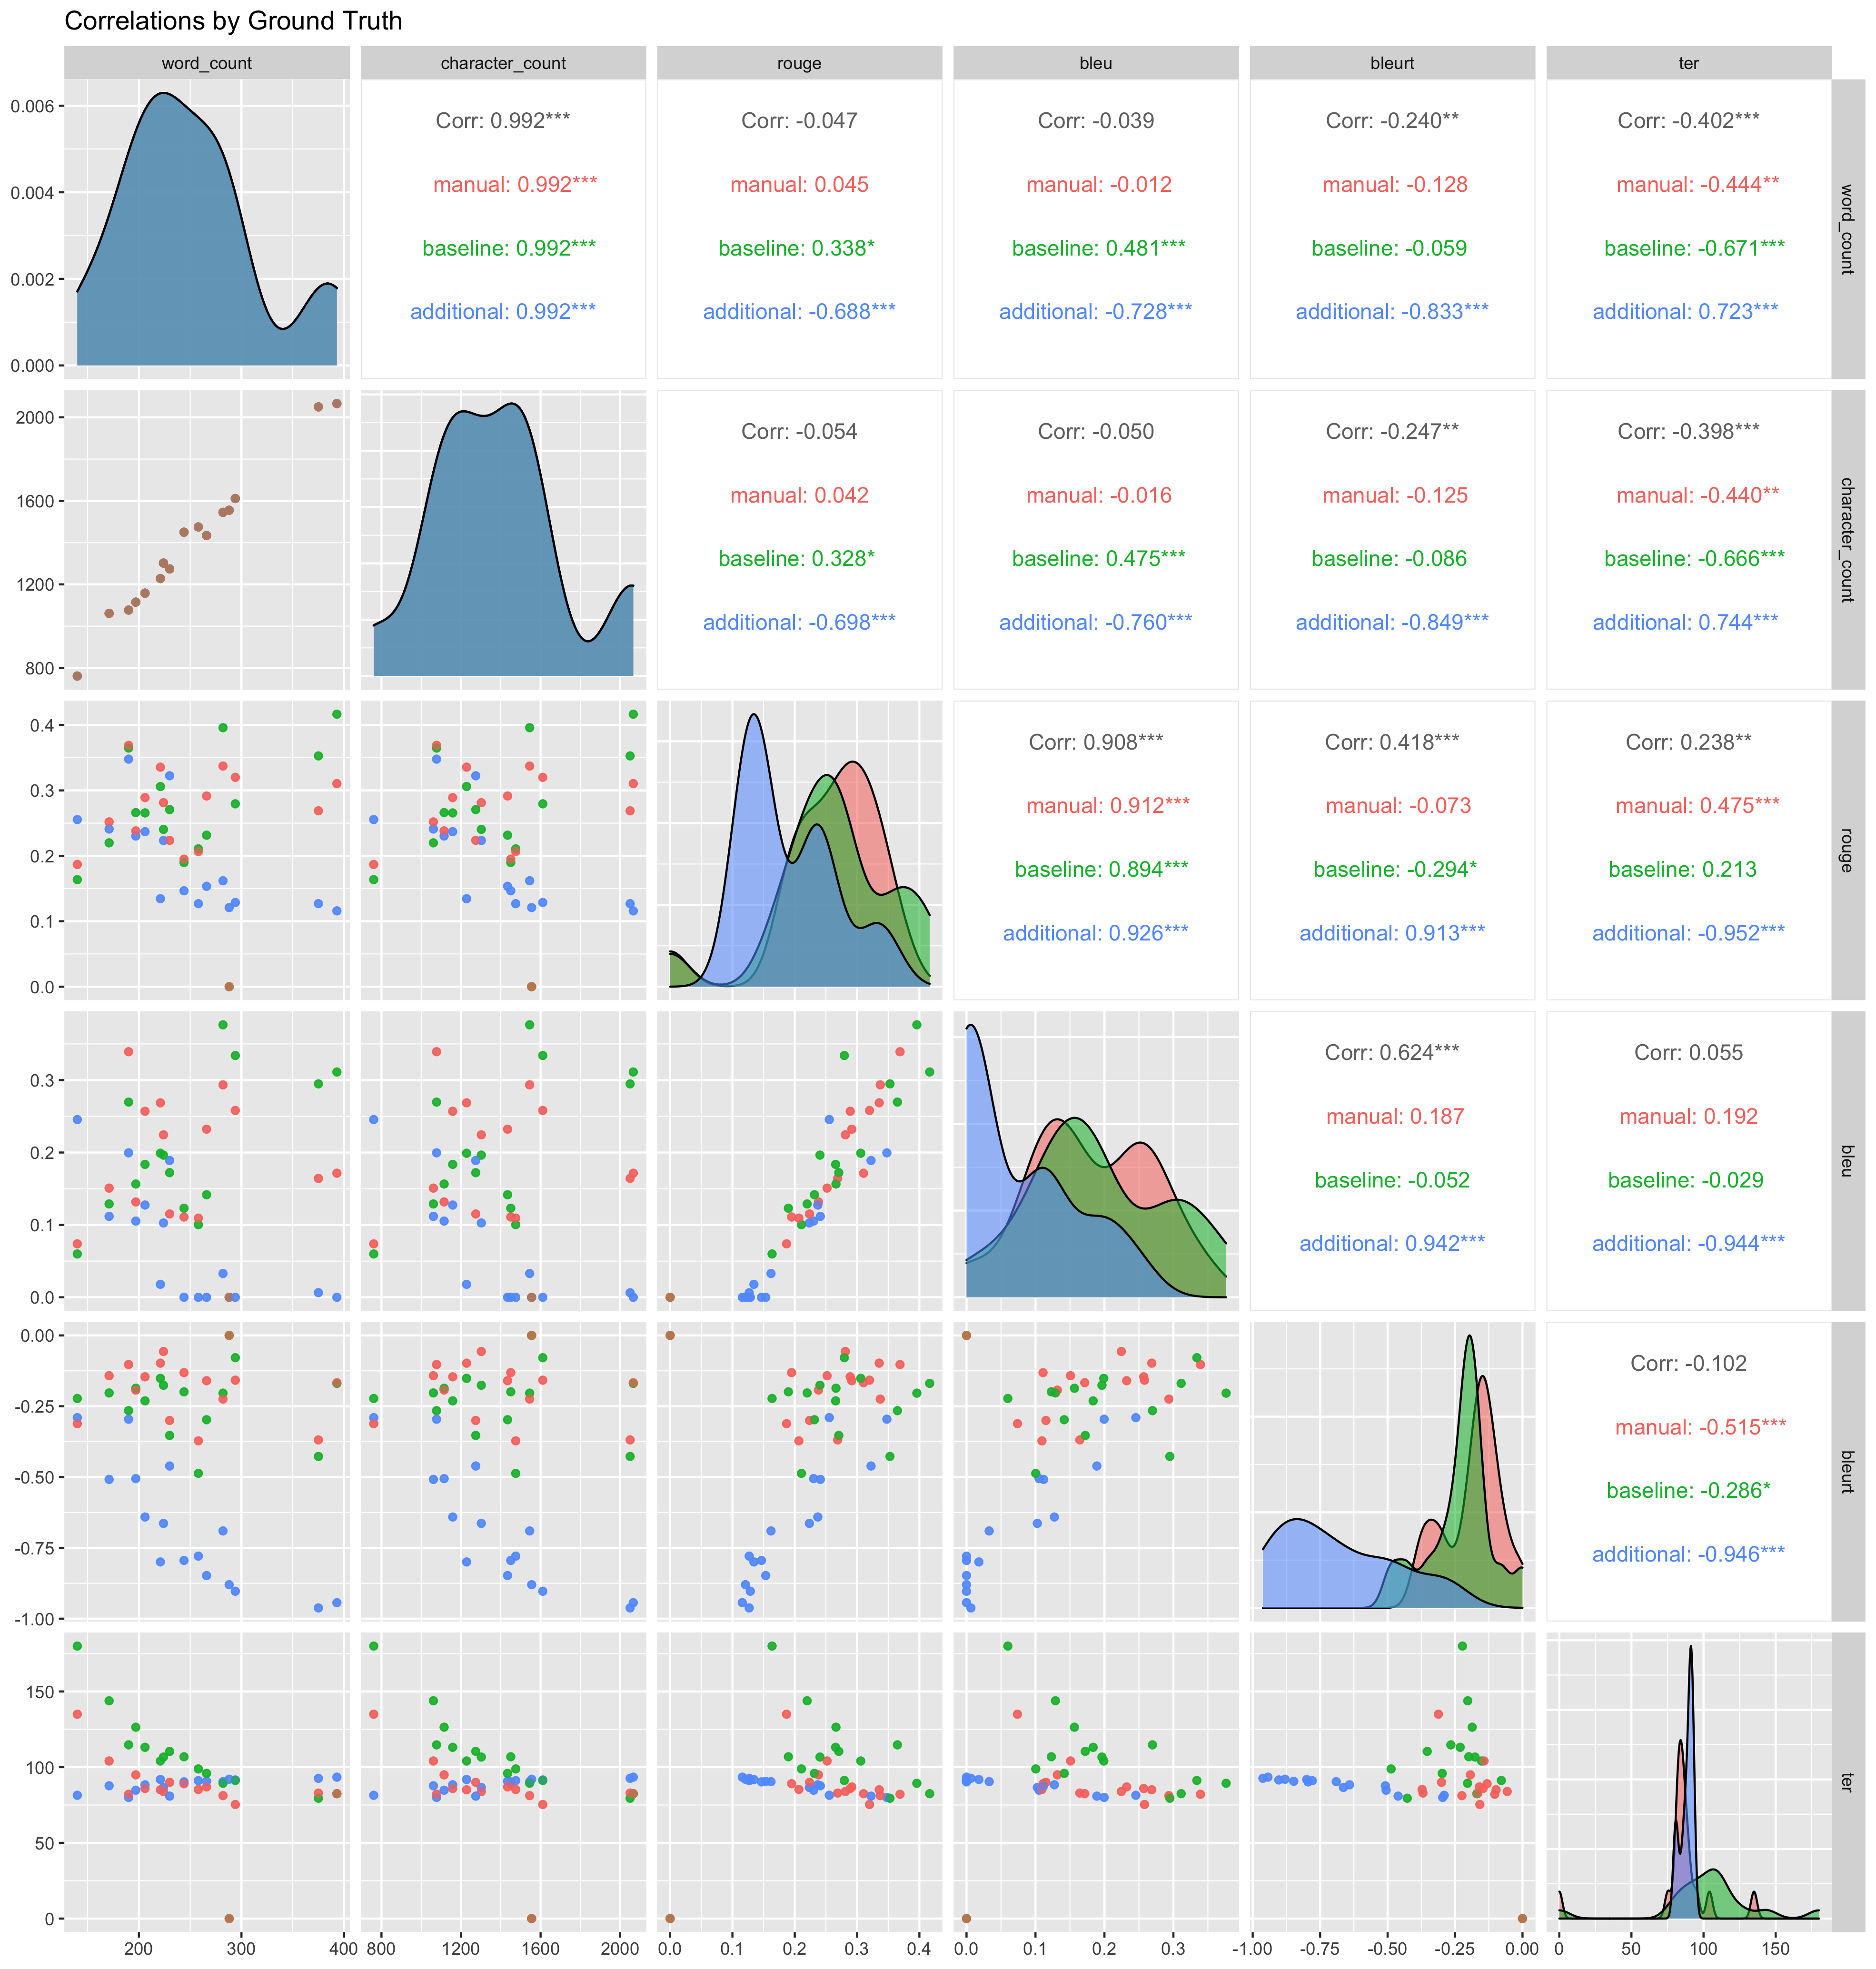 Correlations by Ground Truth
word_count character_count rouge bleu bleurt ter
0.006
0.004
0.002
0.000
Corr: 0.992***
manual: 0.992***
baseline: 0.992***
additional: 0.992***
Corr: -0.047
manual: 0.045
baseline: 0.338*
additional: -0.688***
Corr: -0.039
manual: -0.012
baseline: 0.481***
additional: -0.728***
Corr: -0.240**
manual: -0.128
baseline: -0.059
additional: -0.833***
Corr: -0.402***
manual: -0.444**
baseline: -0.671***
additional: 0.723***
word_count
2000
1600
1200
800
Corr: -0.054
manual: 0.042
baseline: 0.328*
additional: -0.698***
Corr: -0.050
manual: -0.016
baseline: 0.475***
additional: -0.760***
Corr: -0.247**
manual: -0.125
baseline: -0.086
additional: -0.849***
Corr: -0.398***
manual: -0.440**
baseline: -0.666***
additional: 0.744***
character_count
0.4
0.3
0.2
0.1
0.0
Corr: 0.908***
manual: 0.912***
baseline: 0.894***
additional: 0.926***
Corr: 0.418***
manual: -0.073
baseline: -0.294*
additional: 0.913***
Corr: 0.238**
manual: 0.475***
baseline: 0.213
additional: -0.952***
rouge
0.3
0.2
0.1
0.0
Corr: 0.624***
manual: 0.187
baseline: -0.052
additional: 0.942***
Corr: 0.055
manual: 0.192
baseline: -0.029
additional: -0.944***
bleu
0.00
-0.25
-0.50
-0.75
-1.00
Corr: -0.102
manual: -0.515***
baseline: -0.286*
additional: -0.946***
bleurt
150
100
50
0
ter
200 300 400 800 1200 1600 2000 0.0 0.1 0.2 0.3 0.4 0.0 0.1 0.2 0.3 -1.00 -0.75 -0.50 -0.25 0.00 0 50 100 150